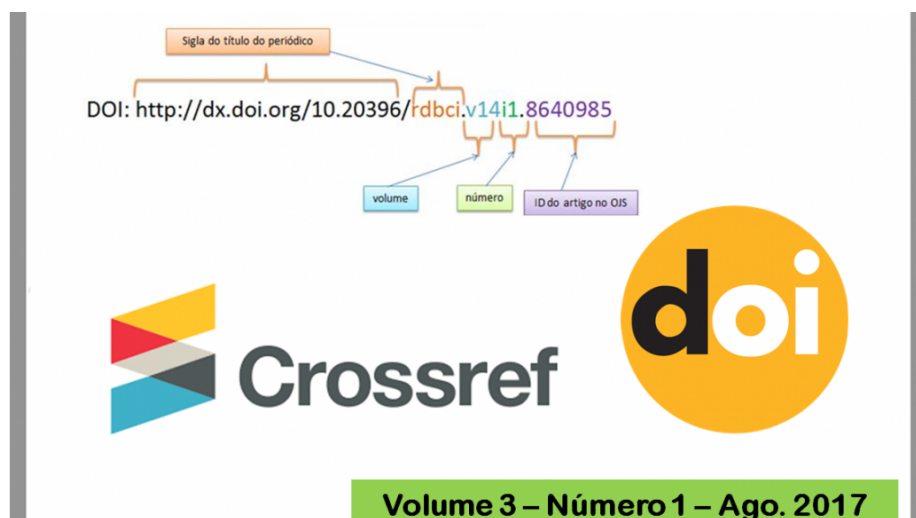 Sigla do título do periódico
DOI: http://dx.doi.org/10.20396/rdbci.v14i1.8640985
volume
número
ID do artigo no OJS
doi
Crossref
Volume 3 – Número 1 – Ago. 2017